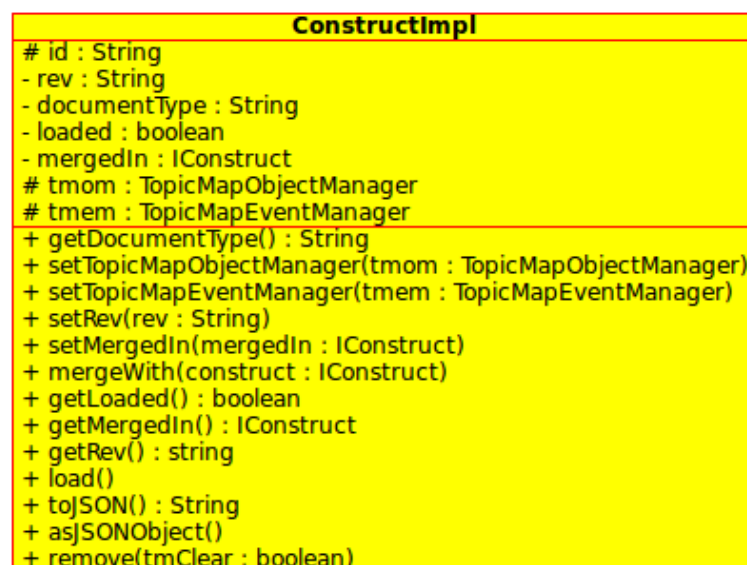 ConstructImpl
# id : String
- rev : String
- documentType : String
- loaded : boolean
- mergedIn : IConstruct
# tmom : TopicMapObjectManager
# tmem : TopicMapEventManager
+ getDocumentType() : String
+ setTopicMapObjectManager(tmom : TopicMapObjectManager)
+ setTopicMapEventManager(tmem : TopicMapEventManager)
+ setRev(rev : String)
+ setMergedIn(mergedIn : IConstruct)
+ mergeWith(construct : IConstruct)
+ getLoaded() : boolean
+ getMergedIn() : IConstruct
+ getRev() : string
+ load()
+ toJSON() : String
+ asJSONObject()
+ remove(tmClear : boolean)